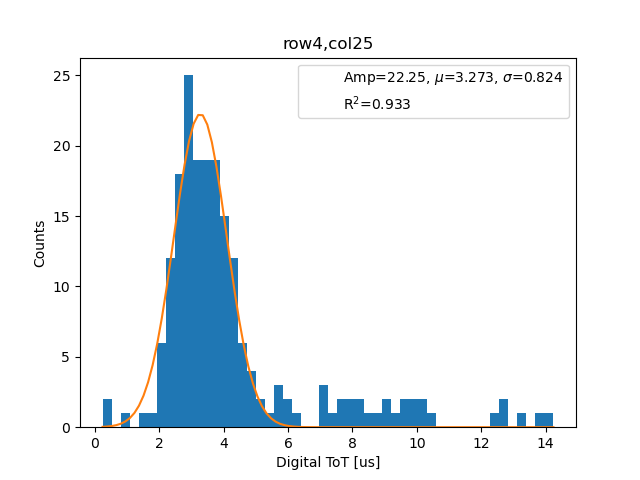 row4,col25
Amp=22.25, μ=3.273, σ=0.824
R²=0.933
25
20
15
10
5
0
Counts
0 2 4 6 8 10 12 14
Digital ToT [us]